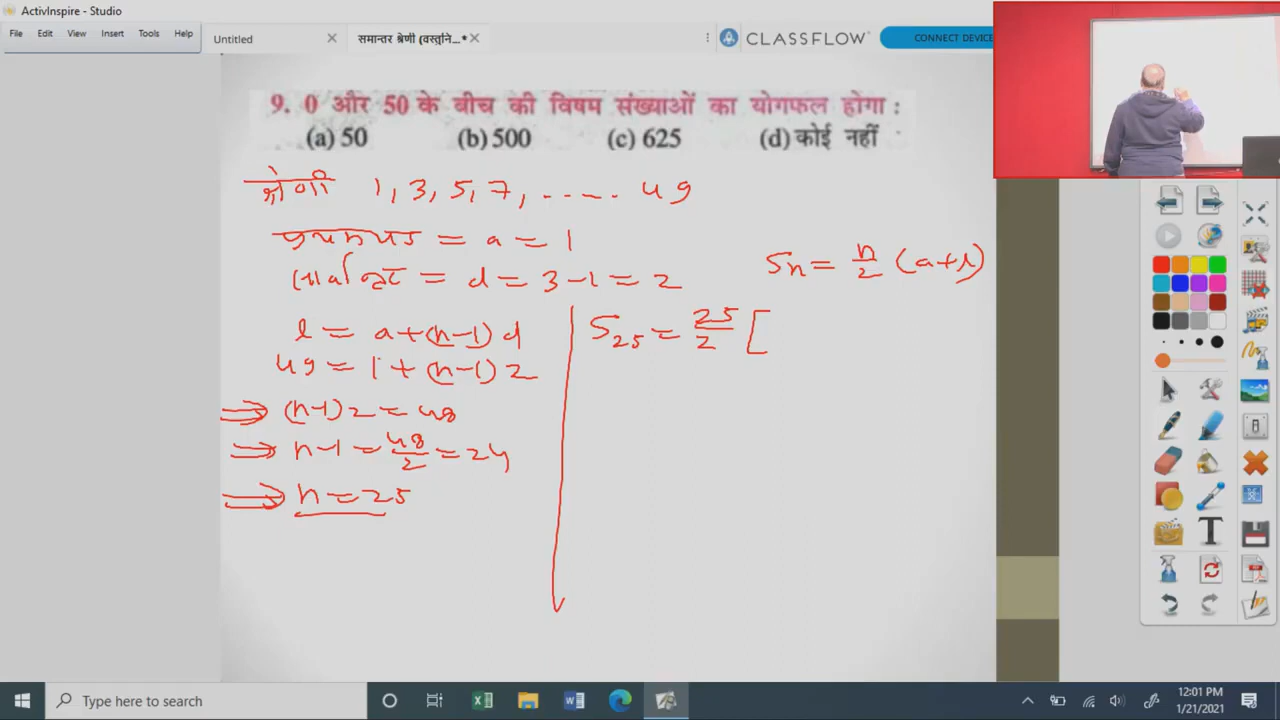 ActivInspire - Studio
File Edit View Insert Tools Help
Untitled
समान्तर श्रेणी (वस्तुनि...*
CLASSFLOW
CONNECT DEVICE
9. 0 और 50 के बीच की विषम संख्याओं का योगफल होगा :
(a) 50 (b) 500 (c) 625 (d) कोई नहीं
श्रेणी 1, 3, 5, 7, ..... 49
प्रथम पद = a = 1
सार्वअन्तर = d = 3-1 = 2
Sn = n/2 (a+l)
l = a+(n-1)d
S25 = 25/2 [
49 = 1+(n-1)2
⇒ (n-1)2 = 48
⇒ n-1 = 48/2 = 24
⇒ n = 25
Type here to search
12:01 PM
1/21/2021